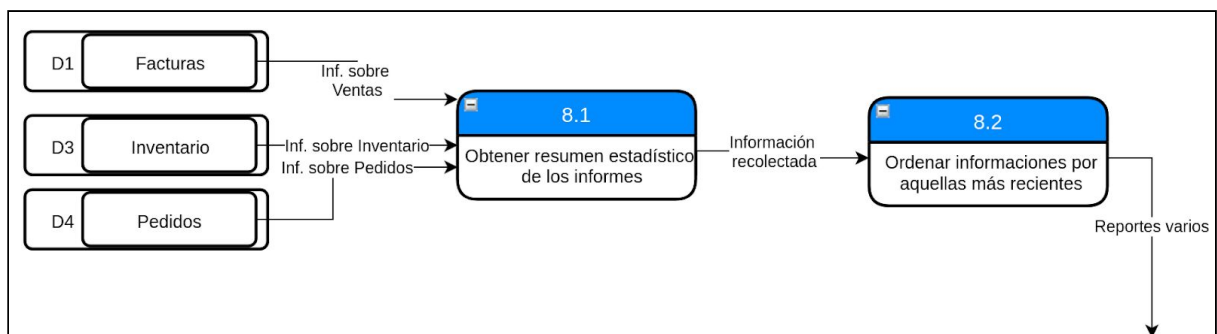 D1
Facturas
Inf. sobre
Ventas
D3
Inventario
Inf. sobre Inventario
Inf. sobre Pedidos
D4
Pedidos
8.1
Obtener resumen estadístico
de los informes
Información
recolectada
8.2
Ordenar informaciones por
aquellas más recientes
Reportes varios